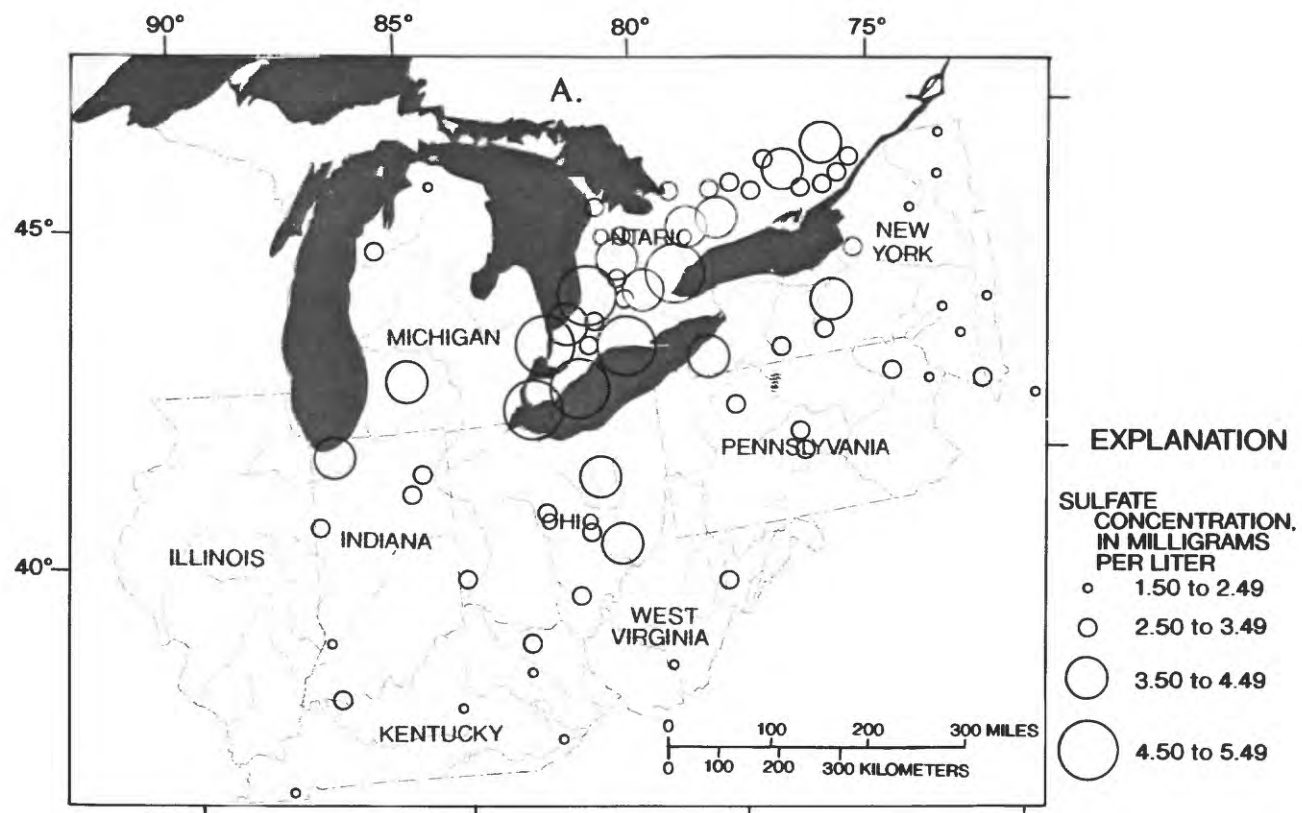 90° 85° 80° 75°
A.
45°
ONTARIO
NEW
YORK
MICHIGAN
PENNSLYVANIA
OHIO
INDIANA
ILLINOIS
40°
WEST
VIRGINIA
KENTUCKY
0 100 200 300 MILES
0 100 200 300 KILOMETERS
EXPLANATION
SULFATE
CONCENTRATION,
IN MILLIGRAMS
PER LITER
1.50 to 2.49
2.50 to 3.49
3.50 to 4.49
4.50 to 5.49